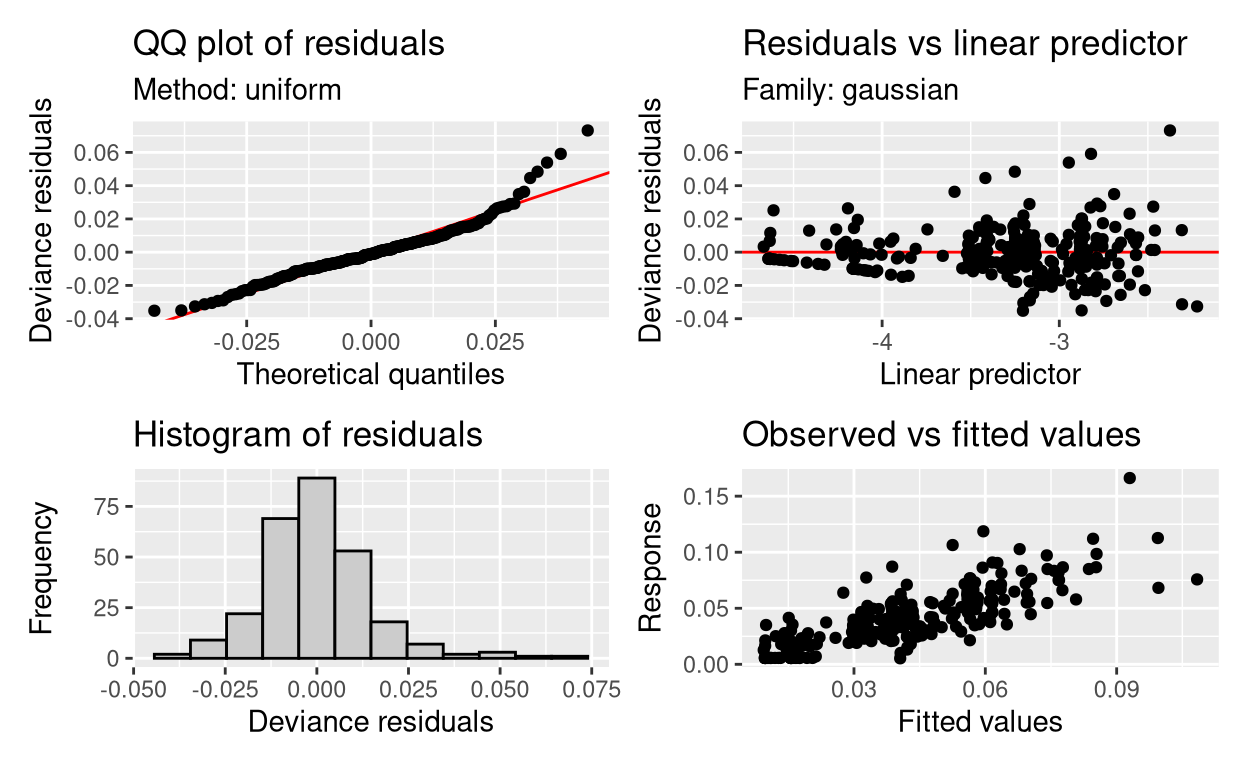 QQ plot of residuals
Method: uniform
Deviance residuals
0.06
0.04
0.02
0.00
-0.02
-0.04
-0.025 0.000 0.025
Theoretical quantiles
Residuals vs linear predictor
Family: gaussian
Deviance residuals
0.06
0.04
0.02
0.00
-0.02
-0.04
-4 -3
Linear predictor
Histogram of residuals
Frequency
75
50
25
0
-0.050 -0.025 0.000 0.025 0.050 0.075
Deviance residuals
Observed vs fitted values
Response
0.15
0.10
0.05
0.00
0.03 0.06 0.09
Fitted values